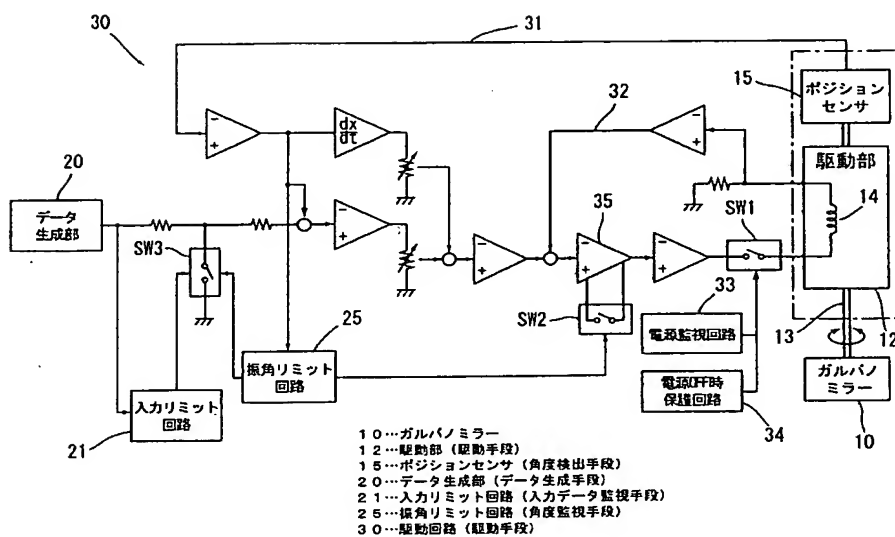 30
31
15
ポジション
センサ
32
20
データ
生成部
dx
dt
駆動部
14
SW1
35
SW3
33
SW2
電源監視回路
13
12
25
振角リミット
回路
電源OFF時
保護回路
34
ガルバノ
ミラー
10
入力リミット
回路
21
10…ガルバノミラー
12…駆動部（駆動手段）
15…ポジションセンサ（角度検出手段）
20…データ生成部（データ生成手段）
21…入力リミット回路（入力データ監視手段）
25…振角リミット回路（角度監視手段）
30…駆動回路（駆動手段）